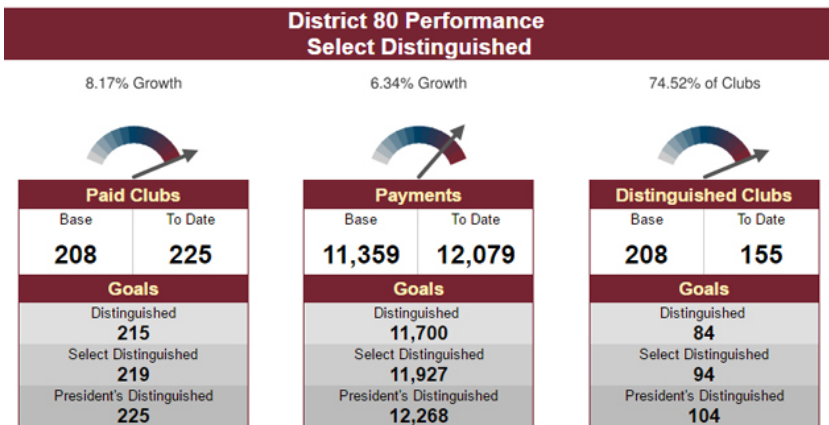 District 80 Performance
Select Distinguished
8.17% Growth
6.34% Growth
74.52% of Clubs
Paid Clubs
Base To Date
208 225
Goals
Distinguished
215
Select Distinguished
219
President's Distinguished
225
Payments
Base To Date
11,359 12,079
Goals
Distinguished
11,700
Select Distinguished
11,927
President's Distinguished
12,268
Distinguished Clubs
Base To Date
208 155
Goals
Distinguished
84
Select Distinguished
94
President's Distinguished
104